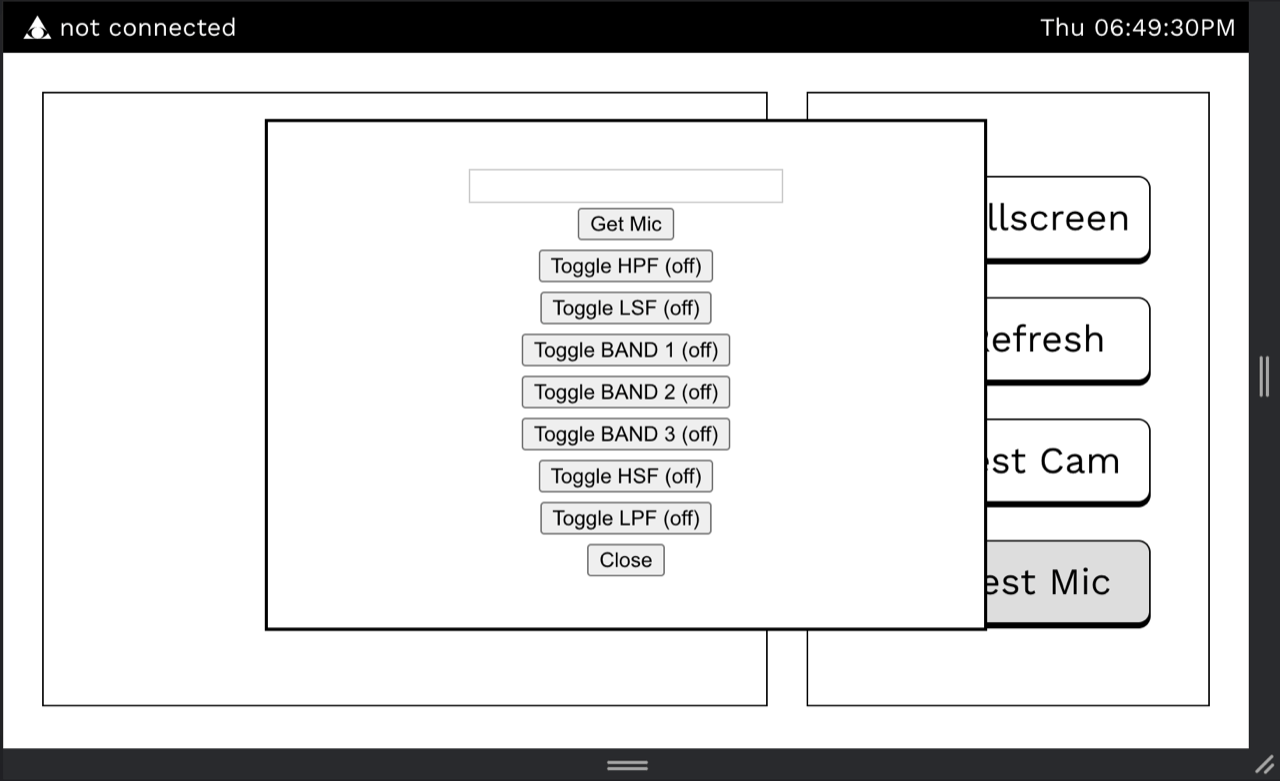 not connected
Thu 06:49:30PM
Get Mic
Toggle HPF (off)
Toggle LSF (off)
Toggle BAND 1 (off)
Toggle BAND 2 (off)
Toggle BAND 3 (off)
Toggle HSF (off)
Toggle LPF (off)
Close
llscreen
efresh
est Cam
est Mic